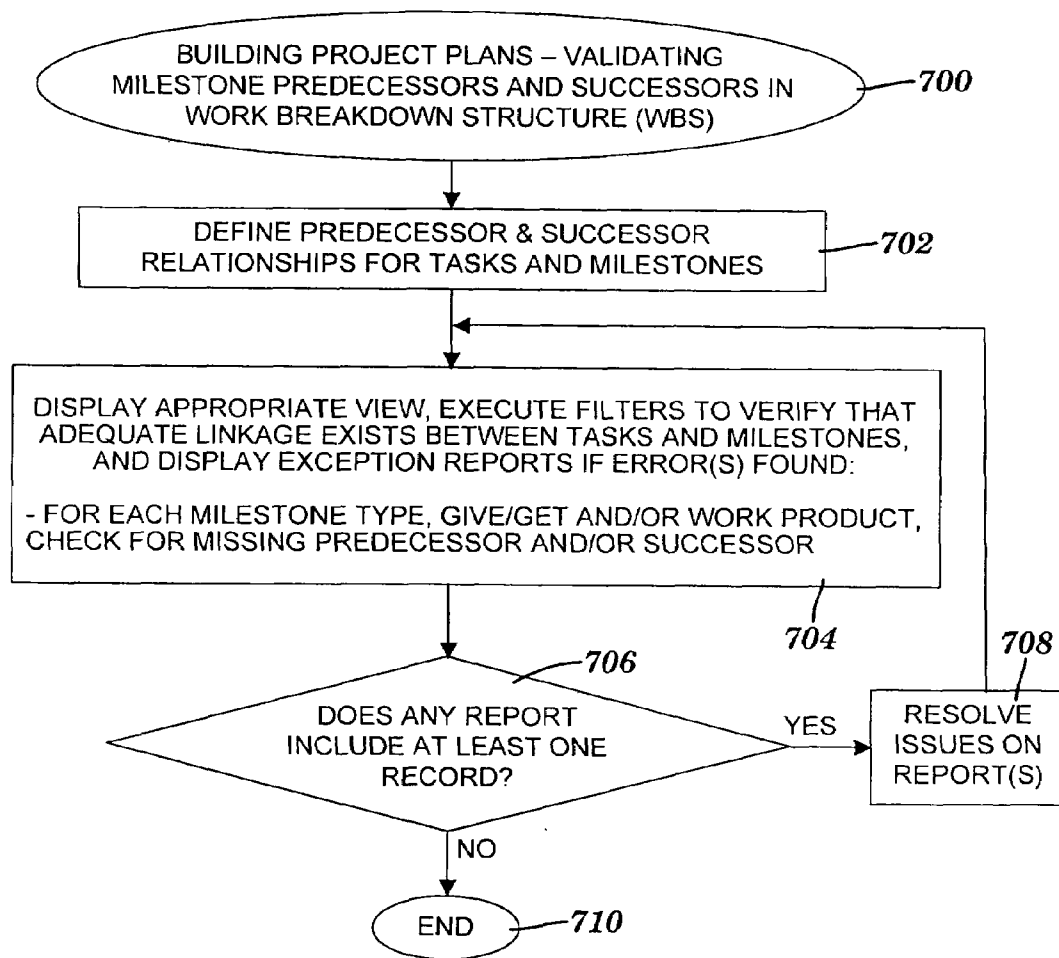 BUILDING PROJECT PLANS – VALIDATING
MILESTONE PREDECESSORS AND SUCCESSORS IN
WORK BREAKDOWN STRUCTURE (WBS)
700
DEFINE PREDECESSOR & SUCCESSOR
RELATIONSHIPS FOR TASKS AND MILESTONES
702
DISPLAY APPROPRIATE VIEW, EXECUTE FILTERS TO VERIFY THAT
ADEQUATE LINKAGE EXISTS BETWEEN TASKS AND MILESTONES,
AND DISPLAY EXCEPTION REPORTS IF ERROR(S) FOUND:
- FOR EACH MILESTONE TYPE, GIVE/GET AND/OR WORK PRODUCT,
CHECK FOR MISSING PREDECESSOR AND/OR SUCCESSOR
704
706
DOES ANY REPORT
INCLUDE AT LEAST ONE
RECORD?
YES
708
RESOLVE
ISSUES ON
REPORT(S)
NO
END
710